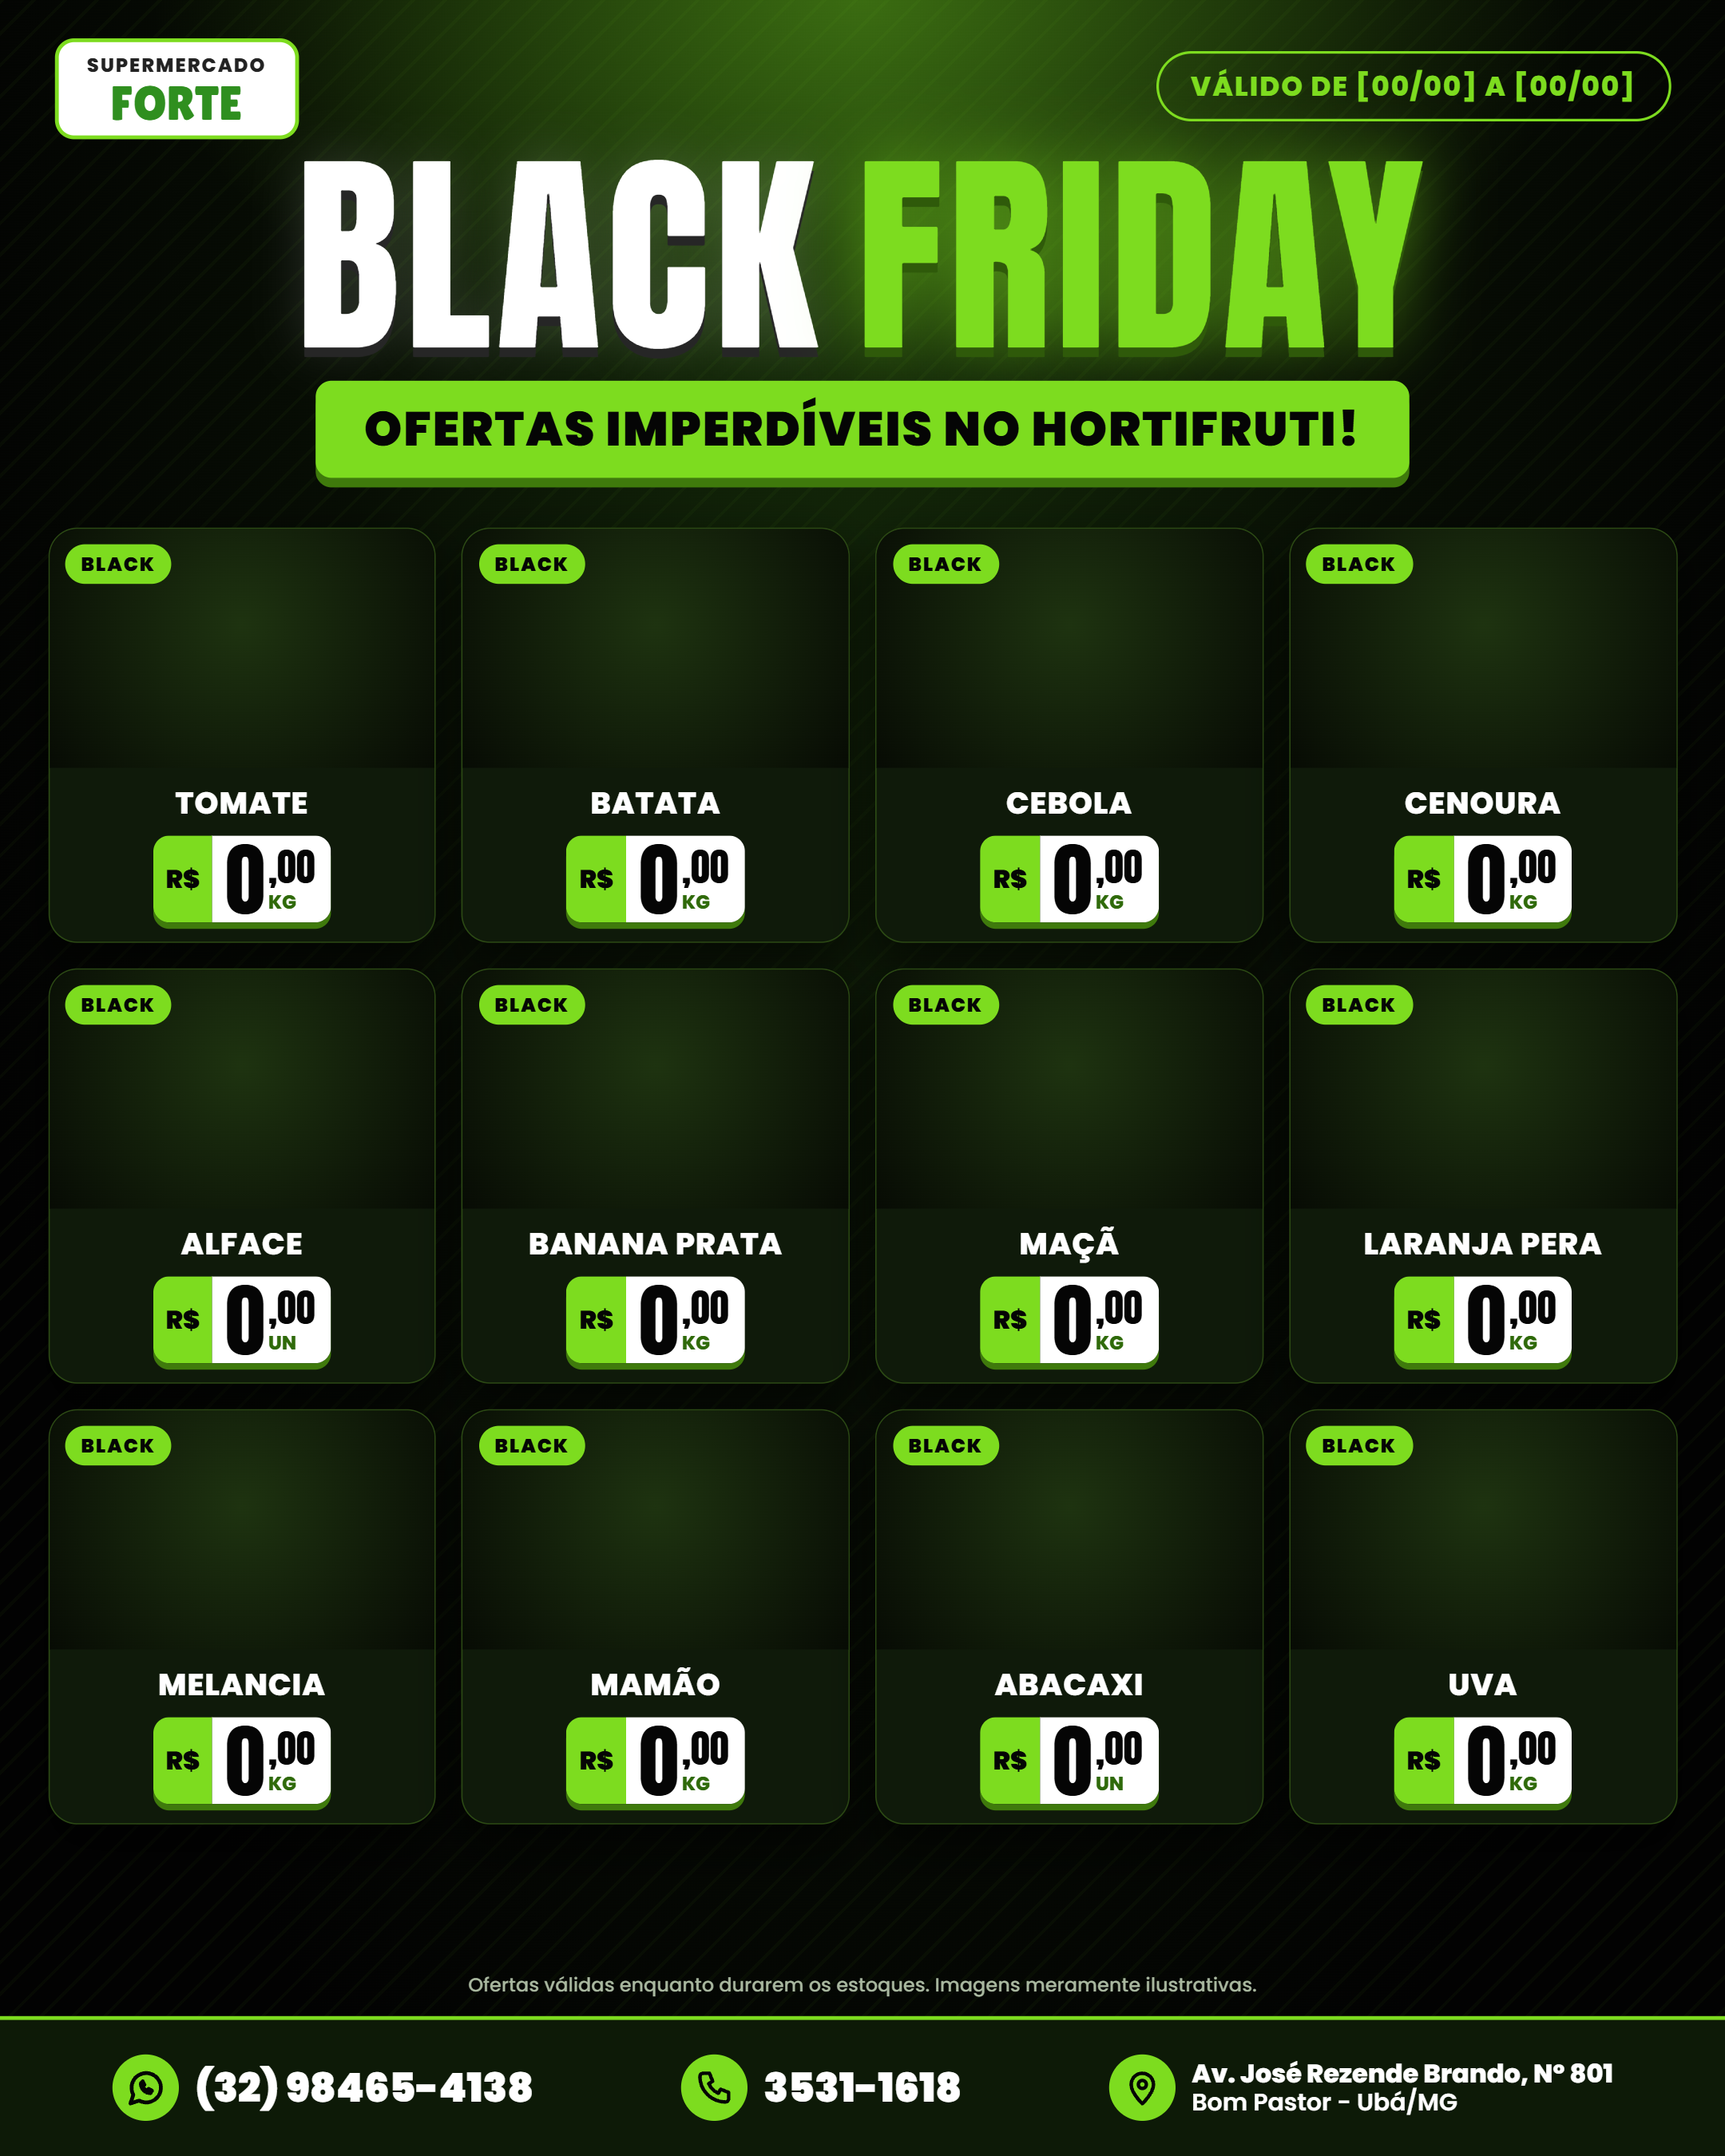 SUPERMERCADO
FORTE
VÁLIDO DE [00/00] A [00/00]
BLACK FRIDAY
OFERTAS IMPERDÍVEIS NO HORTIFRUTI!
BLACK
TOMATE
R$ 0,00 KG
BLACK
BATATA
R$ 0,00 KG
BLACK
CEBOLA
R$ 0,00 KG
BLACK
CENOURA
R$ 0,00 KG
BLACK
ALFACE
R$ 0,00 UN
BLACK
BANANA PRATA
R$ 0,00 KG
BLACK
MAÇÃ
R$ 0,00 KG
BLACK
LARANJA PERA
R$ 0,00 KG
BLACK
MELANCIA
R$ 0,00 KG
BLACK
MAMÃO
R$ 0,00 KG
BLACK
ABACAXI
R$ 0,00 UN
BLACK
UVA
R$ 0,00 KG
Ofertas válidas enquanto durarem os estoques. Imagens meramente ilustrativas.
(32) 98465-4138
3531-1618
Av. José Rezende Brando, Nº 801
Bom Pastor - Ubá/MG